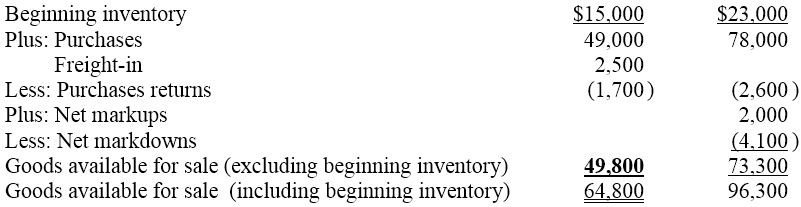 Beginning inventory $15,000 $23,000
Plus: Purchases 49,000 78,000
Freight-in 2,500
Less: Purchases returns (1,700) (2,600)
Plus: Net markups 2,000
Less: Net markdowns (4,100)
Goods available for sale (excluding beginning inventory) 49,800 73,300
Goods available for sale (including beginning inventory) 64,800 96,300